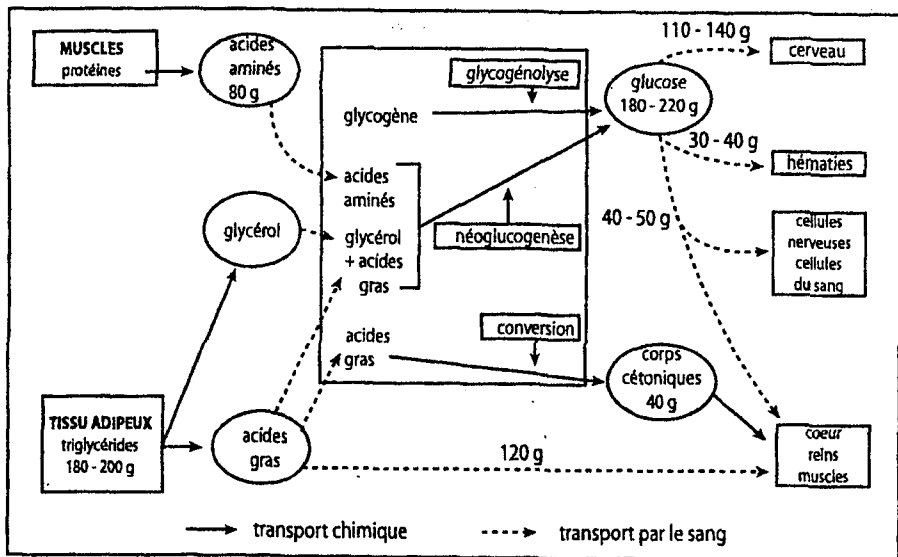 MUSCLES
protéines
acides
aminés
80 g
glycogénolyse
glycogène
glucose
180 - 220 g
110 - 140 g
cerveau
30 - 40 g
hématies
acides
aminés
glycérol
+ acides
gras
glycérol
néoglucogenèse
40 - 50 g
cellules
nerveuses
cellules
du sang
acides
gras
conversion
corps
cétoniques
40 g
TISSU ADIPEUX
triglycérides
180 - 200 g
acides
gras
120 g
coeur
reins
muscles
transport chimique
transport par le sang